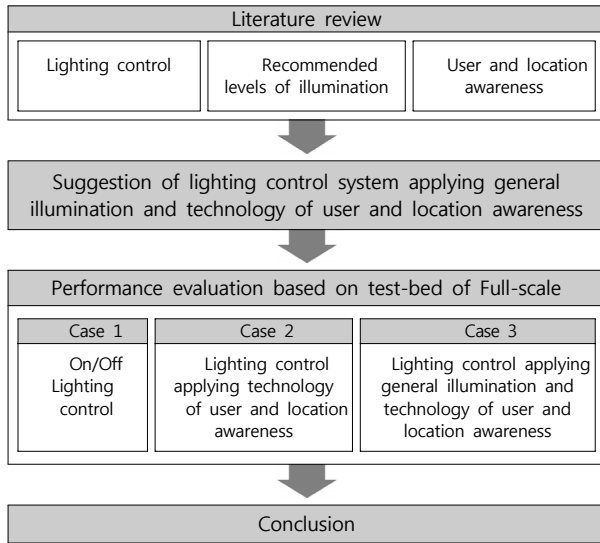 Literature review
Lighting control
Recommended
levels of illumination
User and location
awareness
Suggestion of lighting control system applying general
illumination and technology of user and location awareness
Performance evaluation based on test-bed of Full-scale
Case 1
On/Off
Lighting
control
Case 2
Lighting control
applying technology
of user and location
awareness
Case 3
Lighting control applying
general illumination and
technology of user and
location awareness
Conclusion